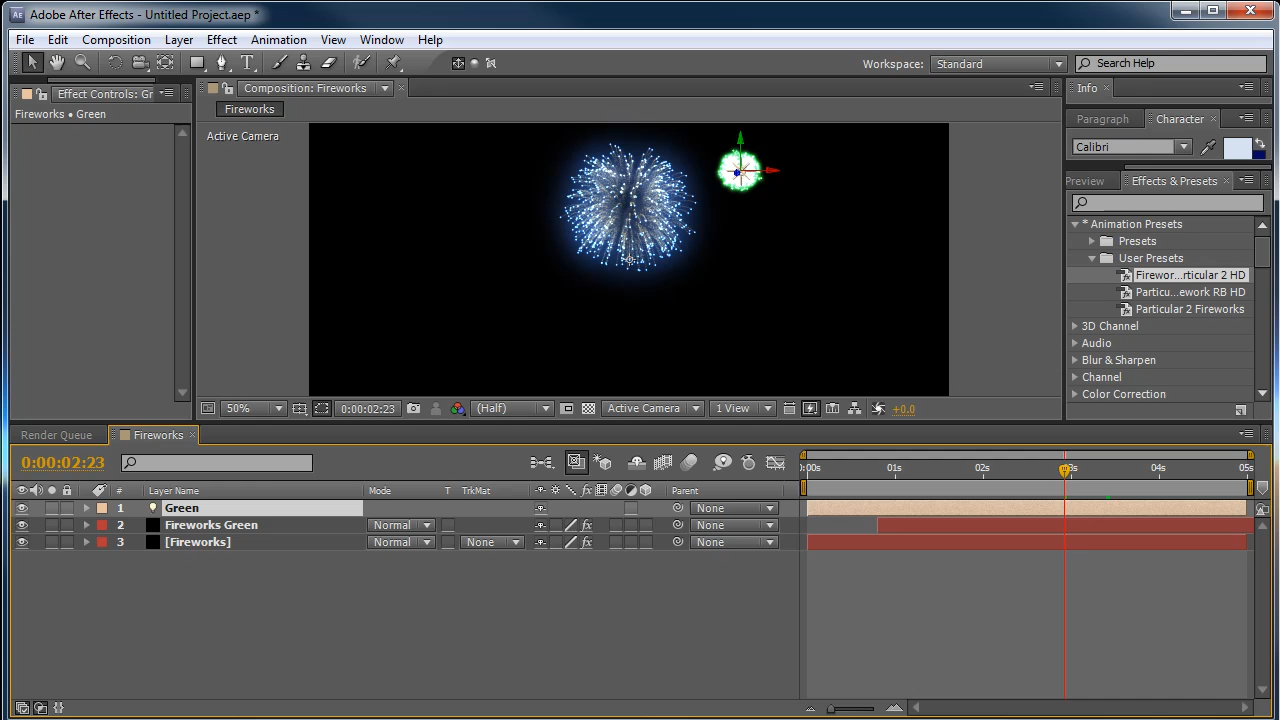 Adobe After Effects - Untitled Project.aep *
File Edit Composition Layer Effect Animation View Window Help
Workspace: Standard Search Help
Effect Controls: Gr
Composition: Fireworks
Info
Fireworks • Green
Fireworks
Paragraph Character
Active Camera
Calibri
Preview Effects & Presets
* Animation Presets
Presets
User Presets
Firewor...rticular 2 HD
Particu...ework RB HD
Particular 2 Fireworks
3D Channel
Audio
Blur & Sharpen
Channel
Color Correction
50% 0:00:02:23 (Half) Active Camera 1 View +0.0
Render Queue Fireworks
0:00:02:23
:00s 01s 02s 03s 04s 05s
# Layer Name Mode T TrkMat Parent
1 Green None
2 Fireworks Green Normal None
3 [Fireworks] Normal None None